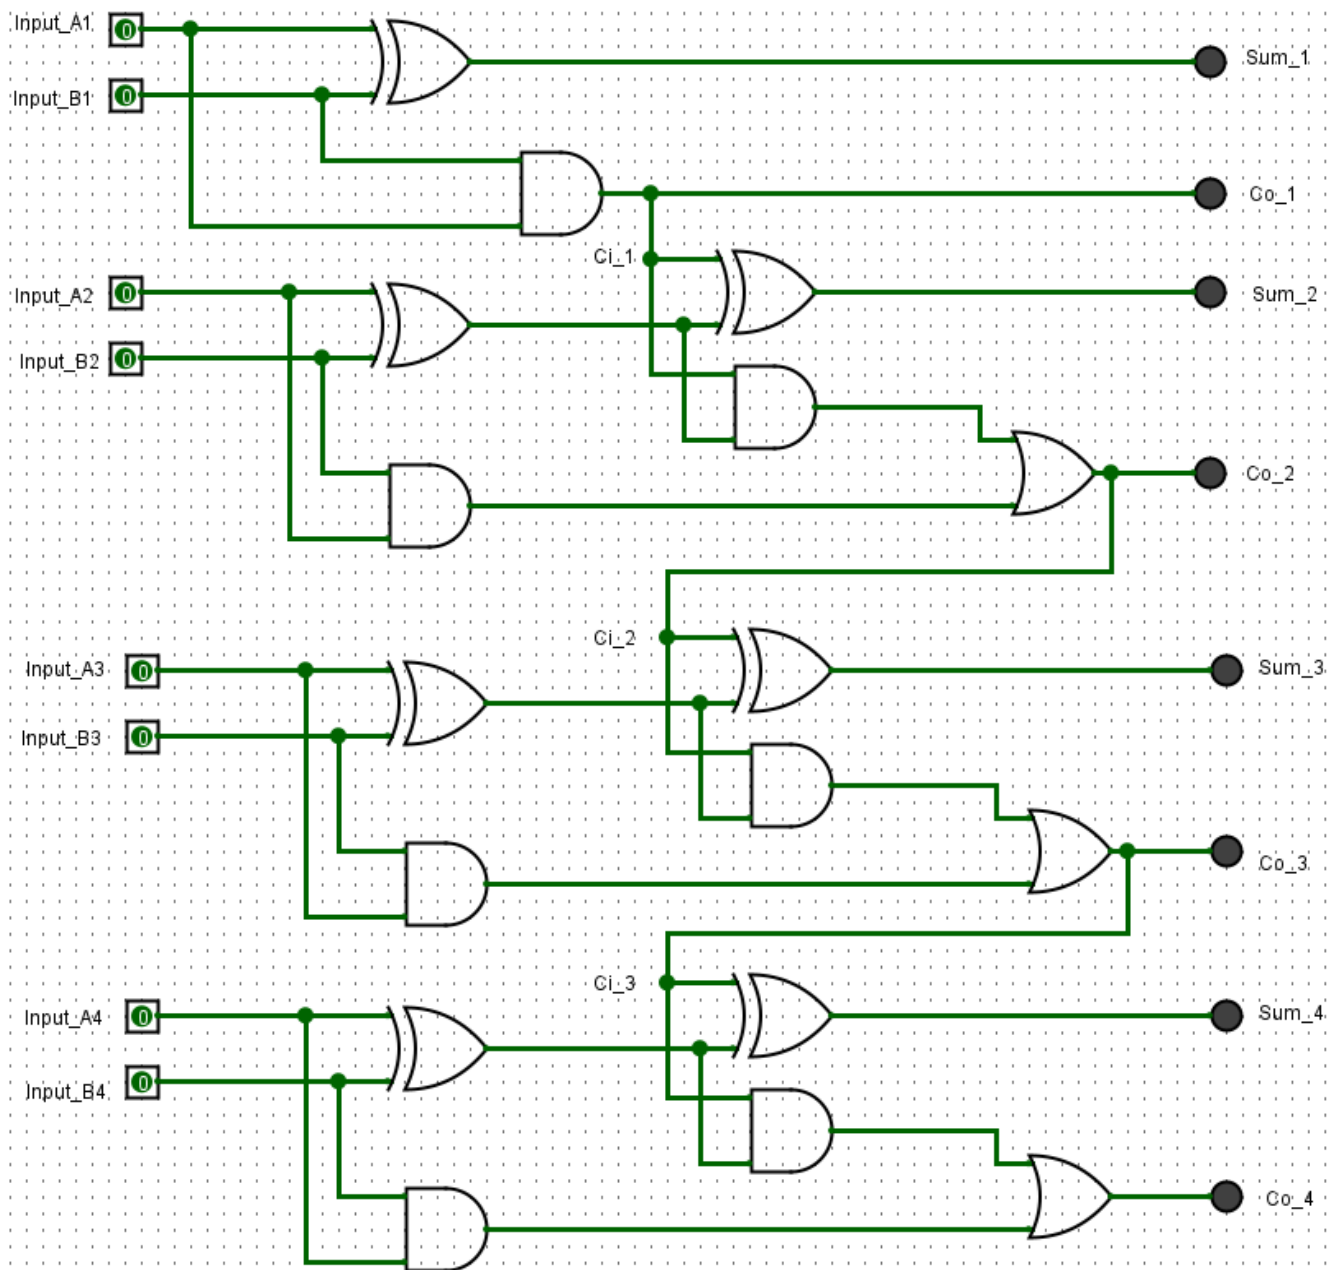 Input_A1
0
Sum_1
Input_B1
0
Co_1
Ci_1
Input_A2
0
Sum_2
Input_B2
0
Co_2
Ci_2
Input_A3
0
Sum_3
Input_B3
0
Co_3
Ci_3
Input_A4
0
Sum_4
Input_B4
0
Co_4